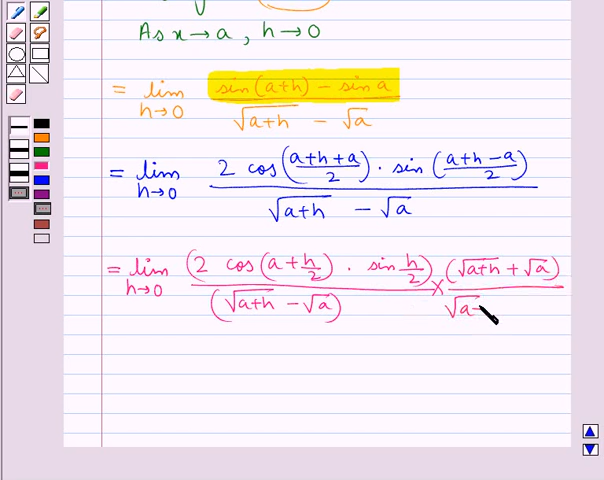 As x → a , h → 0
= lim h→0 (sin(a+h) − sin a) / (√(a+h) − √a)
= lim h→0 (2 cos((a+h+a)/2) · sin((a+h−a)/2)) / (√(a+h) − √a)
= lim h→0 (2 cos(a + h/2) · sin h/2) / (√(a+h) − √a) × (√(a+h) + √a) / √a